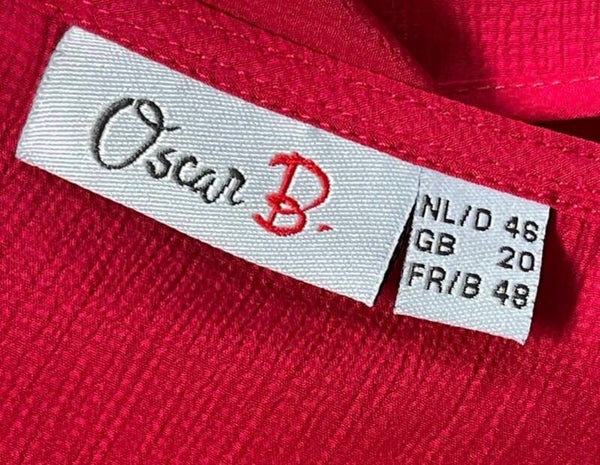 Oscar B.
NL/D 46
GB 20
FR/B 48